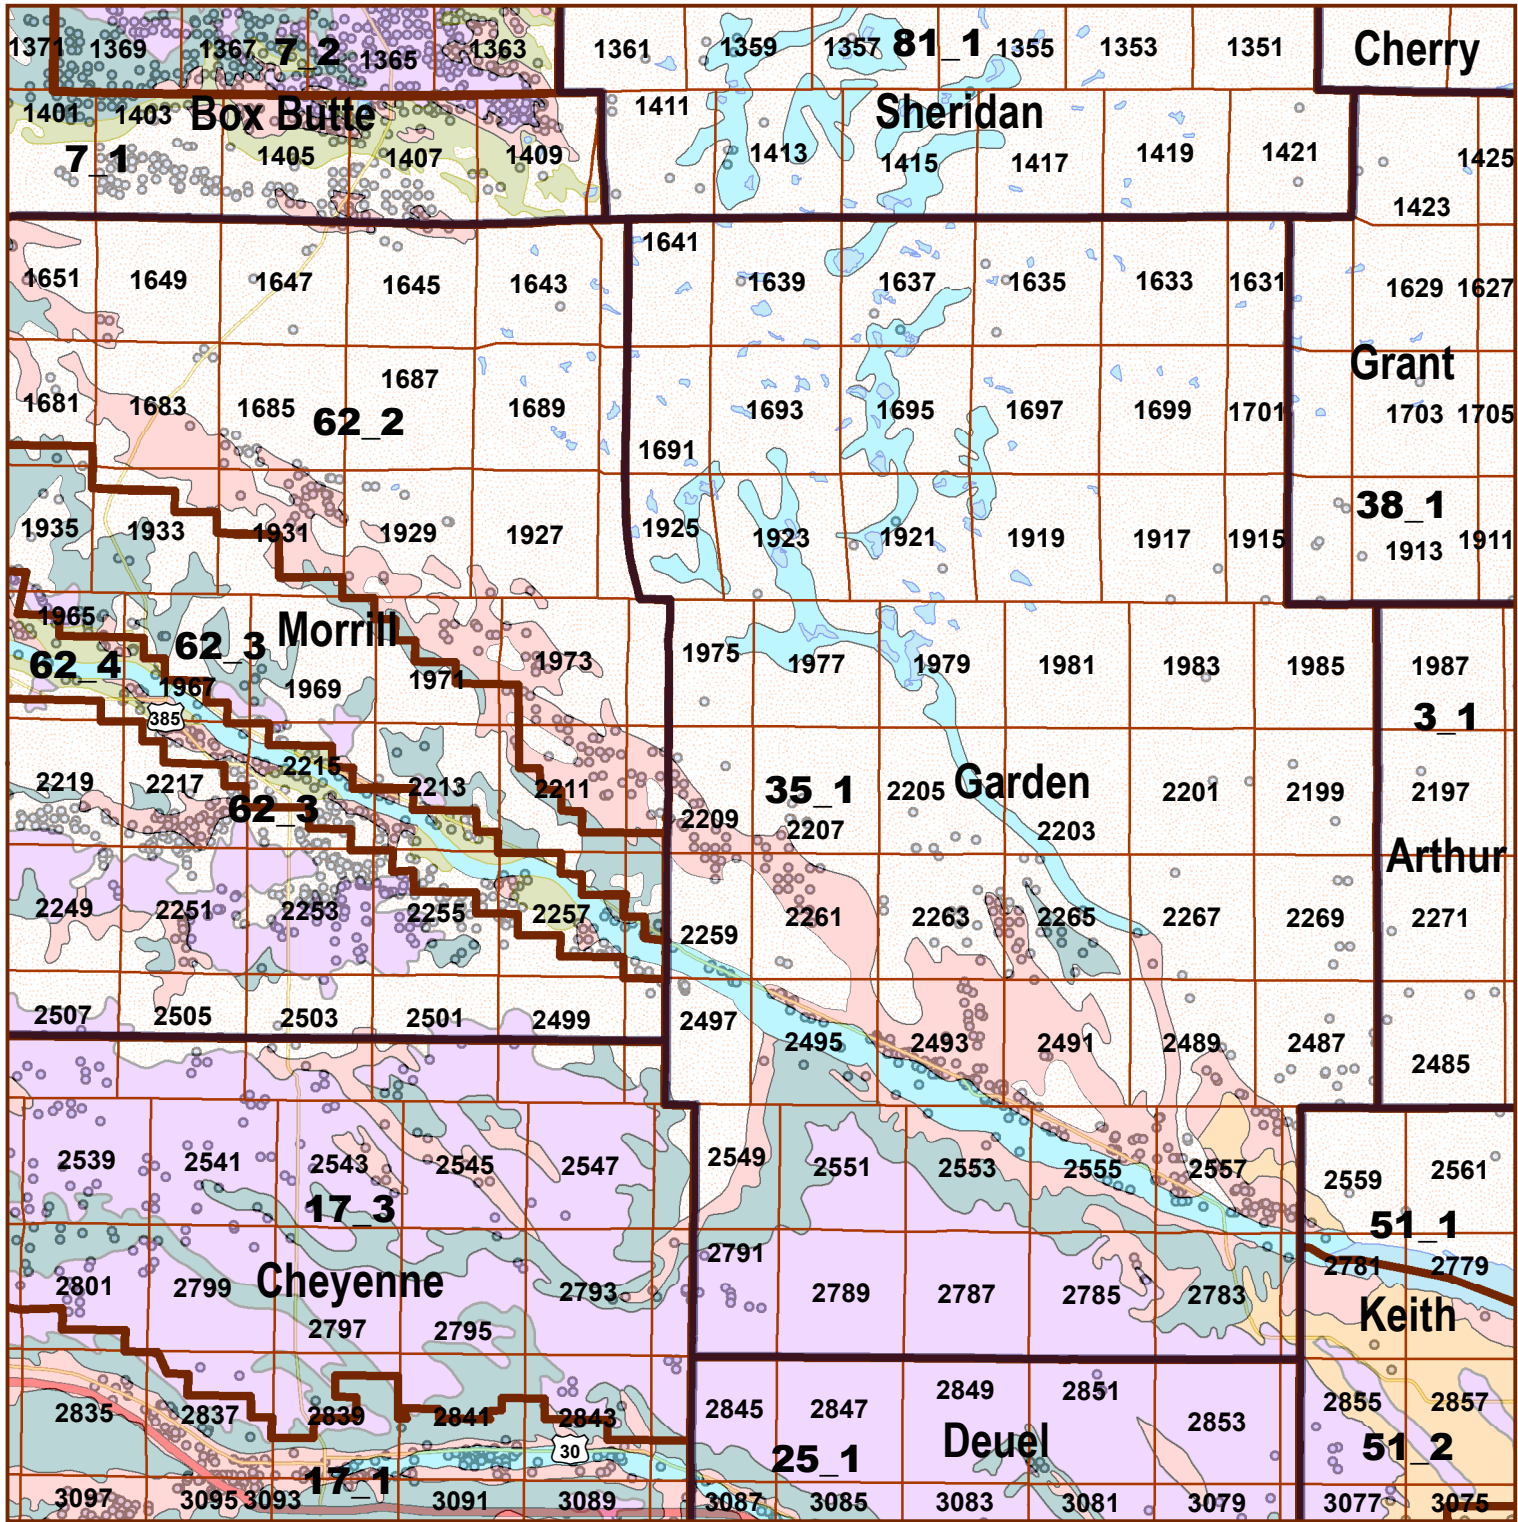 1371 1369 1367 7_2 1365 1363 1361 1359 1357 81_1 1355 1353 1351 Cherry
1401 1403 Box Butte 1411 Sheridan
7_1 1405 1407 1409 1413 1415 1417 1419 1421 1425
1423
1641
1651 1649 1647 1645 1643 1639 1637 1635 1633 1631 1629 1627
Grant
1687
1681 1683 1685 62_2 1689 1693 1695 1697 1699 1701 1703 1705
1691
38_1
1935 1933 1931 1929 1927 1925 1923 1921 1919 1917 1915 1913 1911
1965 62_3 Morrill
62_4 1967 1969 1971 1973 1975 1977 1979 1981 1983 1985 1987
385 3_1
2219 2217 2215 2213 2211 35_1 2205 Garden 2201 2199 2197
62_3 2209 2207 2203
Arthur
2249 2251 2253 2255 2257 2259 2261 2263 2265 2267 2269 2271
2507 2505 2503 2501 2499 2497 2495 2493 2491 2489 2487 2485
2539 2541 2543 2545 2547 2549 2551 2553 2555 2557 2559 2561
17_3 51_1
2801 2799 Cheyenne 2793 2791 2789 2787 2785 2783 2781 2779
2797 2795 Keith
2835 2837 2839 2841 2843 2845 2847 2849 2851 2853 2855 2857
30 25_1 Deuel 51_2
17_1
3097 3095 3093 3091 3089 3087 3085 3083 3081 3079 3077 3075